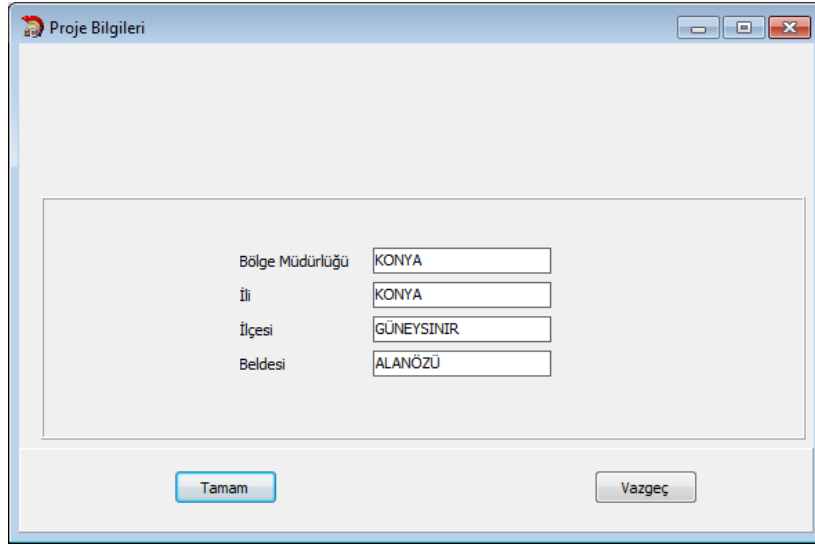 Proje Bilgileri
Bölge Müdürlüğü KONYA
İli KONYA
İlçesi GÜNEYSINIR
Beldesi ALANÖZÜ
Tamam Vazgeç